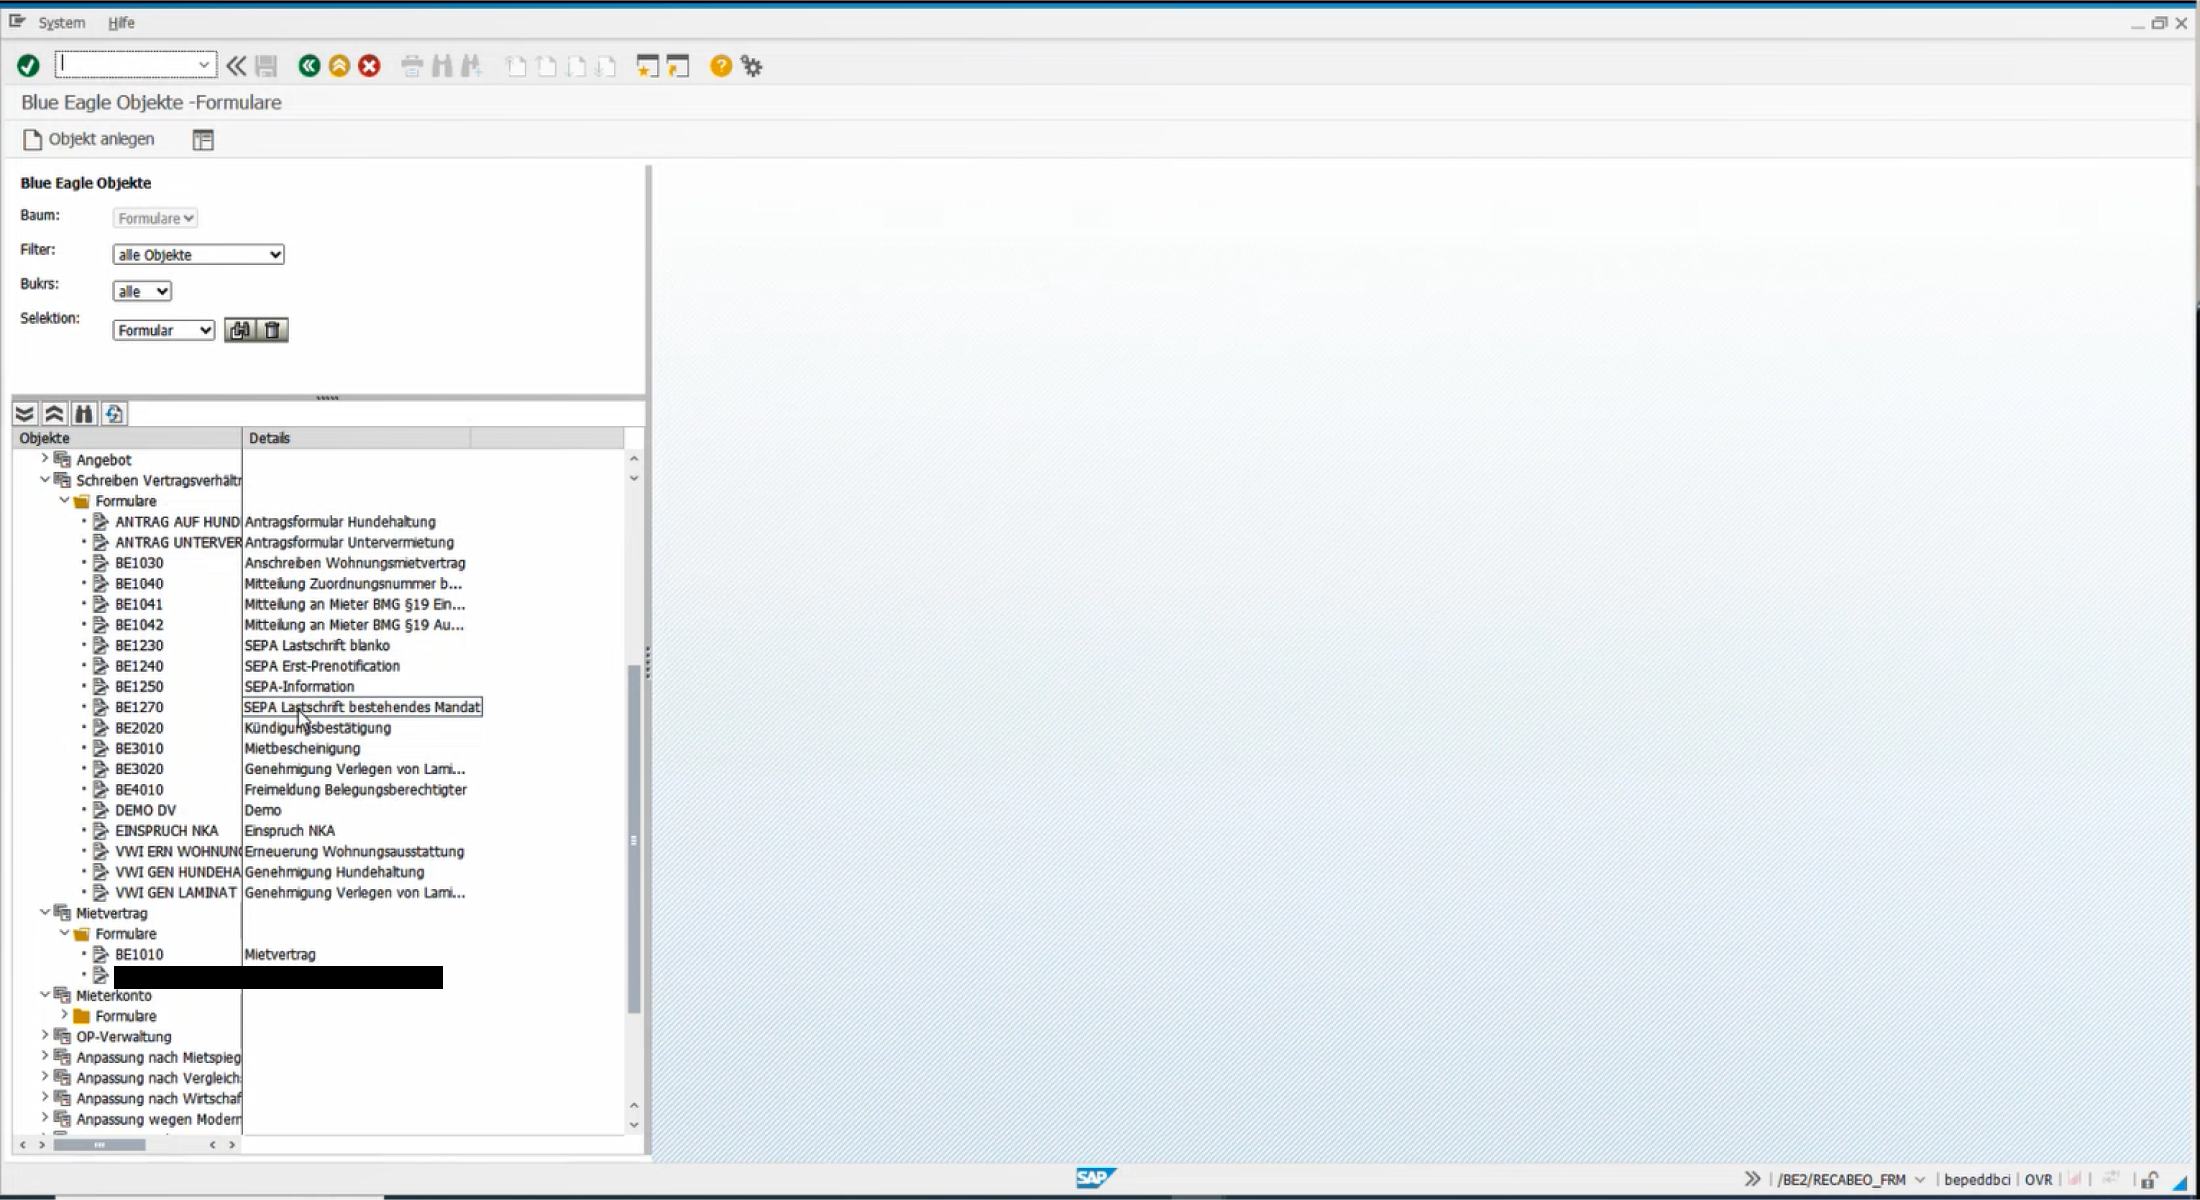 System Hilfe
Blue Eagle Objekte -Formulare
Objekt anlegen
Blue Eagle Objekte
Baum: Formulare
Filter: alle Objekte
Bukrs: alle
Selektion: Formular
Objekte Details
Angebot
Schreiben Vertragsverhält
Formulare
ANTRAG AUF HUND Antragsformular Hundehaltung
ANTRAG UNTERVER Antragsformular Untervermietung
BE1030 Anschreiben Wohnungsmietvertrag
BE1040 Mitteilung Zuordnungsnummer b...
BE1041 Mitteilung an Mieter BMG §19 Ein...
BE1042 Mitteilung an Mieter BMG §19 Au...
BE1230 SEPA Lastschrift blanko
BE1240 SEPA Erst-Prenotification
BE1250 SEPA-Information
BE1270 SEPA Lastschrift bestehendes Mandat
BE2020 Kündigungsbestätigung
BE3010 Mietbescheinigung
BE3020 Genehmigung Verlegen von Lami...
BE4010 Freimeldung Belegungsberechtigter
DEMO DV Demo
EINSPRUCH NKA Einspruch NKA
VWI ERN WOHNUN Erneuerung Wohnungsausstattung
VWI GEN HUNDEHA Genehmigung Hundehaltung
VWI GEN LAMINAT Genehmigung Verlegen von Lami...
Mietvertrag
Formulare
BE1010 Mietvertrag
Mieterkonto
Formulare
OP-Verwaltung
Anpassung nach Mietspieg
Anpassung nach Vergleich
Anpassung nach Wirtschaf
Anpassung wegen Modern
SAP
/BE2/RECABEO_FRM bepeddbci OVR